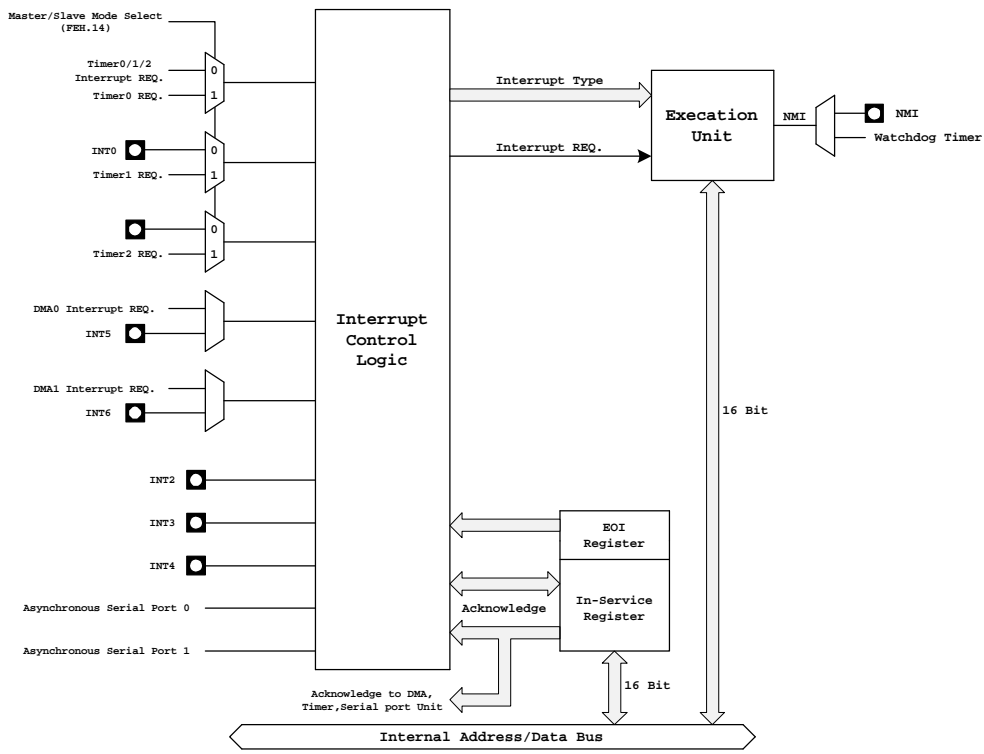 Master/Slave Mode Select
(FEH.14)
Timer0/1/2
Interrupt REQ.
Timer0 REQ.
0
1
INT0
Timer1 REQ.
0
1
Timer2 REQ.
0
1
DMA0 Interrupt REQ.
INT5
DMA1 Interrupt REQ.
INT6
INT2
INT3
INT4
Asynchronous Serial Port 0
Asynchronous Serial Port 1
Interrupt
Control
Logic
Interrupt Type
Interrupt REQ.
Execation
Unit
NMI
NMI
Watchdog Timer
16 Bit
EOI
Register
In-Service
Register
Acknowledge
16 Bit
Acknowledge to DMA,
Timer,Serial port Unit
Internal Address/Data Bus